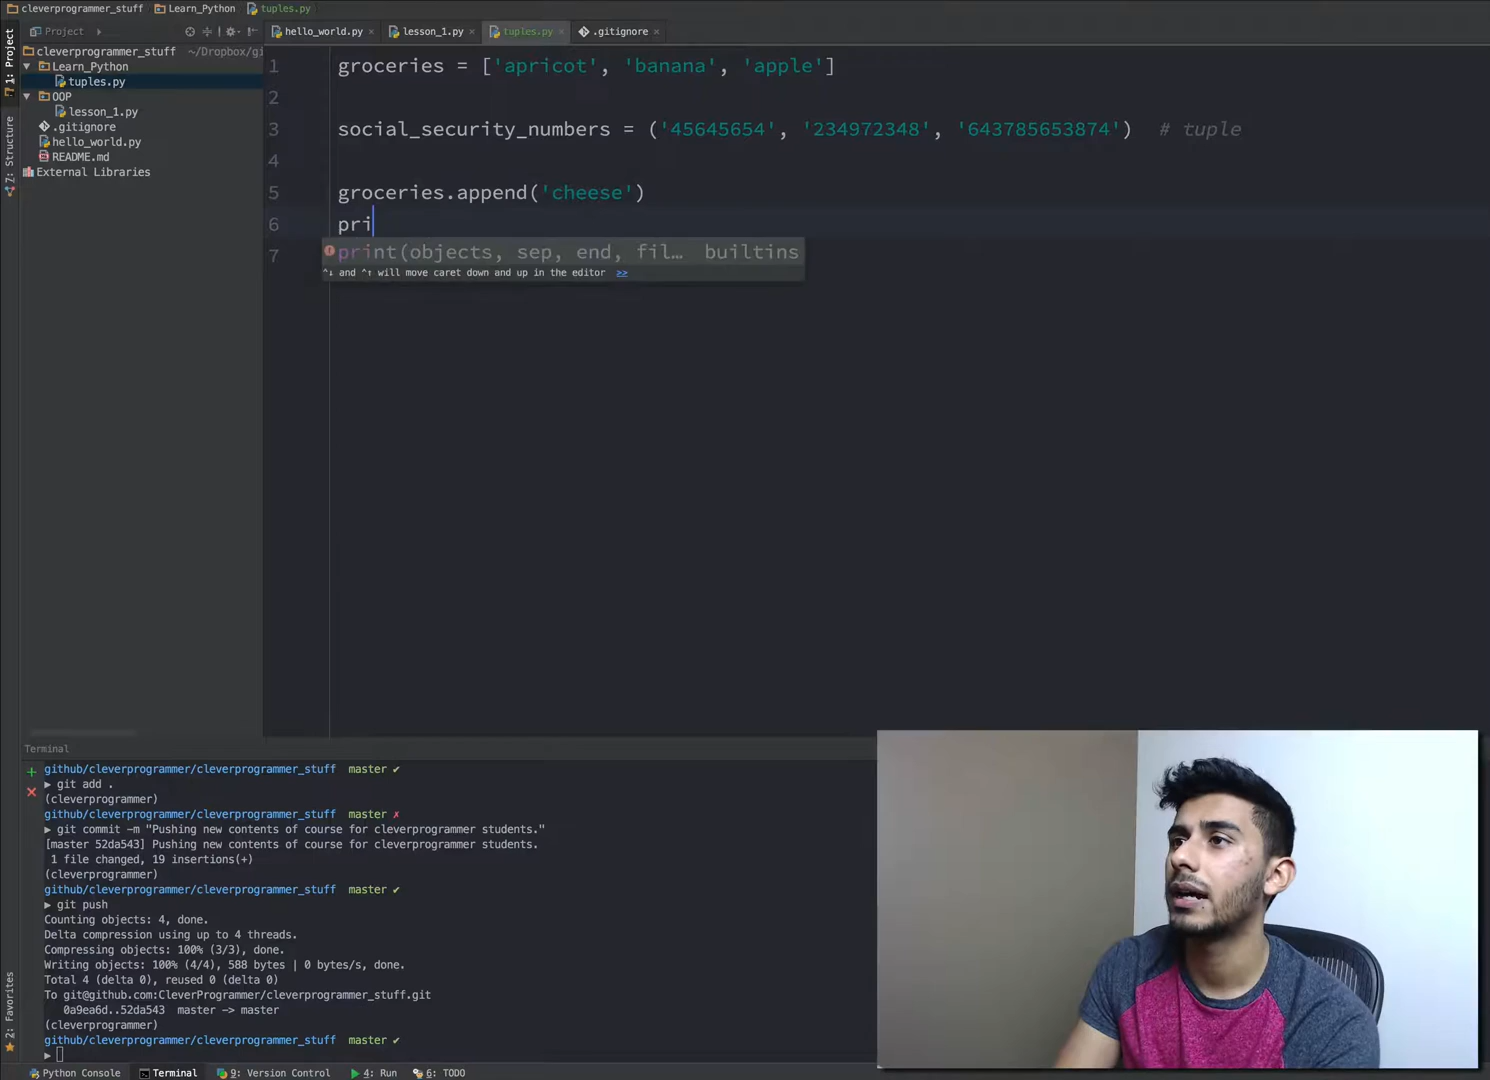 cleverprogrammer_stuff Learn_Python tuples.py
Project
hello_world.py lesson_1.py tuples.py .gitignore
1: Project
cleverprogrammer_stuff ~/Dropbox/gi
Learn_Python
tuples.py
OOP
lesson_1.py
.gitignore
hello_world.py
README.md
External Libraries
Z: Structure
1 groceries = ['apricot', 'banana', 'apple']
2
3 social_security_numbers = ('45645654', '234972348', '643785653874') # tuple
4
5 groceries.append('cheese')
6 pri
7
print(objects, sep, end, fil… builtins
^↓ and ^↑ will move caret down and up in the editor >>
Terminal
github/cleverprogrammer/cleverprogrammer_stuff master ✔
▶ git add .
(cleverprogrammer)
github/cleverprogrammer/cleverprogrammer_stuff master ✗
▶ git commit -m "Pushing new contents of course for cleverprogrammer students."
[master 52da543] Pushing new contents of course for cleverprogrammer students.
1 file changed, 19 insertions(+)
(cleverprogrammer)
github/cleverprogrammer/cleverprogrammer_stuff master ✔
▶ git push
Counting objects: 4, done.
Delta compression using up to 4 threads.
Compressing objects: 100% (3/3), done.
Writing objects: 100% (4/4), 588 bytes | 0 bytes/s, done.
Total 4 (delta 0), reused 0 (delta 0)
To git@github.com:CleverProgrammer/cleverprogrammer_stuff.git
0a9ea6d..52da543 master -> master
(cleverprogrammer)
github/cleverprogrammer/cleverprogrammer_stuff master ✔
▶
2: Favorites
Python Console Terminal 9: Version Control 4: Run 6: TODO